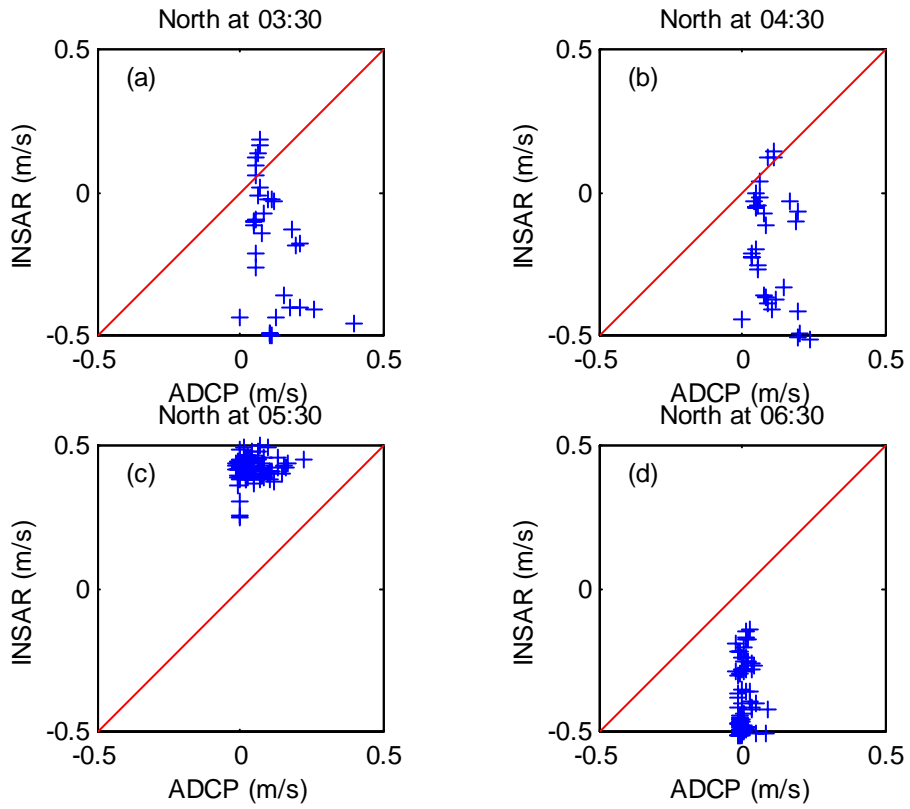 North at 03:30
0.5
(a)
INSAR (m/s)
0
-0.5
-0.5
0
0.5
ADCP (m/s)
North at 04:30
0.5
(b)
INSAR (m/s)
0
-0.5
-0.5
0
0.5
ADCP (m/s)
North at 05:30
0.5
(c)
INSAR (m/s)
0
-0.5
-0.5
0
0.5
ADCP (m/s)
North at 06:30
0.5
(d)
INSAR (m/s)
0
-0.5
-0.5
0
0.5
ADCP (m/s)